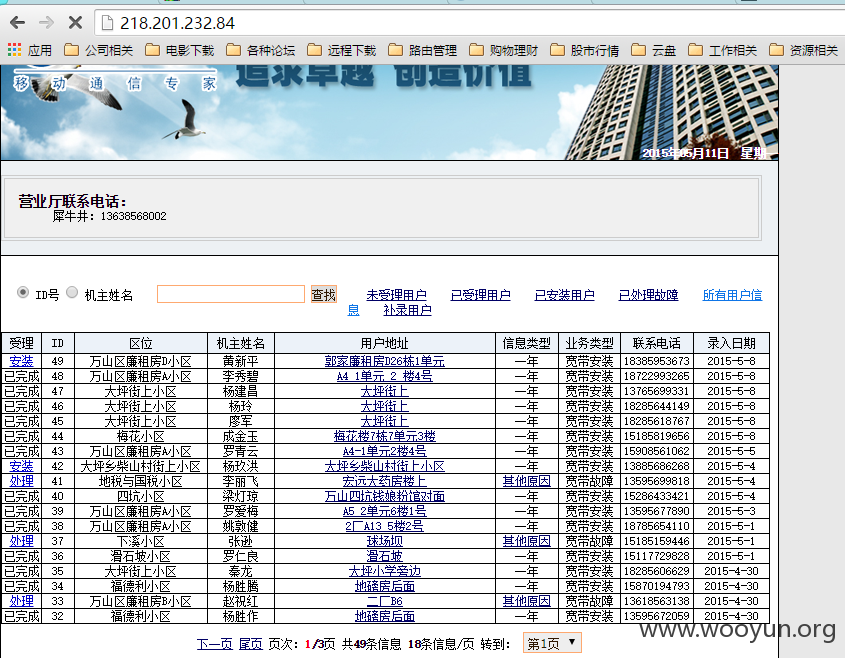 218.201.232.84
应用 公司相关 电影下载 各种论坛 远程下载 路由管理 购物理财 股市行情 云盘 工作相关 资源相关
移动通信专家 追求卓越 创造价值
2015年05月11日 星期
营业厅联系电话:
犀牛井: 13638568002
ID号 机主姓名 查找 未受理用户 已受理用户 已安装用户 已处理故障 所有用户信
息 补录用户
受理 ID 区位 机主姓名 用户地址 信息类型 业务类型 联系电话 录入日期
安装 49 万山区廉租房D小区 黄新平 郭家廉租房D26栋1单元 一年 宽带安装 18385953673 2015-5-8
已完成 48 万山区廉租房A小区 李秀碧 A4 1单元 2 楼4号 一年 宽带安装 18722993265 2015-5-8
已完成 47 大坪街上小区 杨建昌 大坪街上 一年 宽带安装 13765699331 2015-5-8
已完成 46 大坪街上小区 杨玲 大坪街上 一年 宽带安装 18285644149 2015-5-8
已完成 45 大坪街上小区 廖军 大坪街上 一年 宽带安装 18285618767 2015-5-8
已完成 44 梅花小区 成金玉 梅花楼7栋7单元3楼 一年 宽带安装 15185819656 2015-5-8
已完成 43 万山区廉租房A小区 罗青云 A4-1单元2楼4号 一年 宽带安装 15908561062 2015-5-5
安装 42 大坪乡柴山村街上小区 杨玖洪 大坪乡柴山村街上小区 一年 宽带安装 13885686268 2015-5-4
处理 41 地税与国税小区 李丽飞 宏远大药房楼上 其他原因 宽带故障 13595699818 2015-5-4
已完成 40 四坑小区 梁灯琼 万山四坑钱娘粉馆对面 一年 宽带安装 15286433421 2015-5-4
已完成 39 万山区廉租房A小区 罗爱梅 A5 2单元6楼1号 一年 宽带安装 13595677890 2015-5-3
已完成 38 万山区廉租房A小区 姚敦健 2厂A13 5楼2号 一年 宽带安装 18785654110 2015-5-1
处理 37 下溪小区 张逊 球场坝 其他原因 宽带故障 15185159446 2015-5-1
已完成 36 滑石坡小区 罗仁良 滑石坡 一年 宽带安装 15117729828 2015-5-1
已完成 35 大坪街上小区 秦龙 大坪小学旁边 一年 宽带安装 18285606629 2015-4-30
已完成 34 福德利小区 杨胜腾 地磅房后面 一年 宽带安装 15870194793 2015-4-30
处理 33 万山区廉租房B小区 赵祝红 二厂B6 其他原因 宽带故障 13618563138 2015-4-30
已完成 32 福德利小区 杨胜作 地磅房后面 一年 宽带安装 13595672059 2015-4-30
下一页 尾页 页次: 1/3页 共49条信息 18条信息/页 转到: 第1页
www.wooyun.org